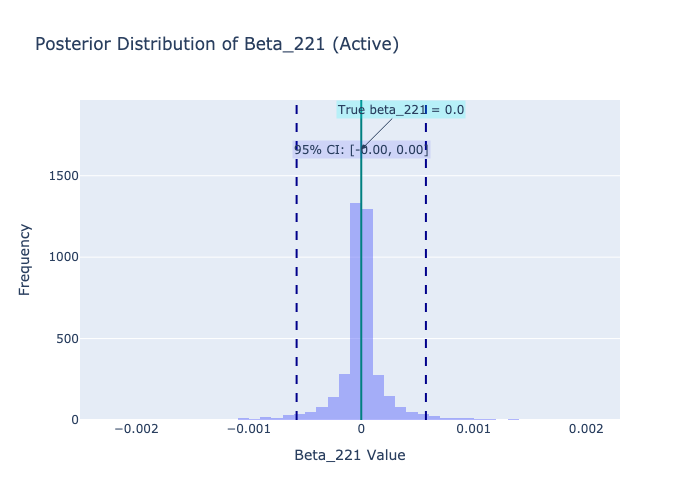 Posterior Distribution of Beta_221 (Active)
True beta_221 = 0.0
95% CI: [-0.00, 0.00]
1500
1000
500
0
Frequency
−0.002
−0.001
0
0.001
0.002
Beta_221 Value